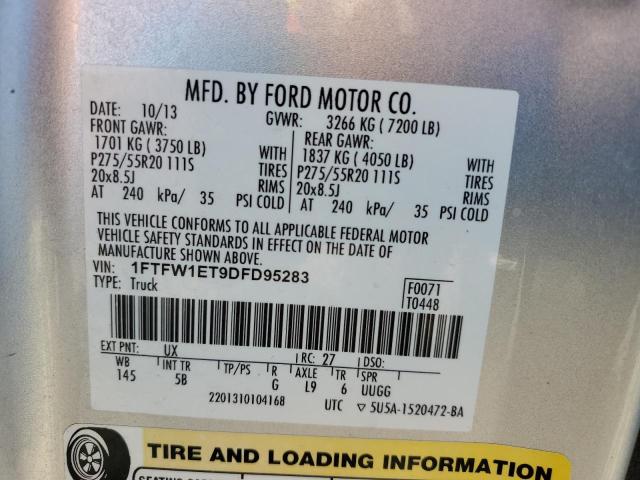 MFD. BY FORD MOTOR CO.
DATE: 10/13 GVWR: 3266 KG ( 7200 LB)
FRONT GAWR: REAR GAWR:
1701 KG ( 3750 LB) WITH 1837 KG ( 4050 LB) WITH
P275/55R20 111S TIRES P275/55R20 111S TIRES
20x8.5J RIMS 20x8.5J RIMS
AT 240 kPa/ 35 PSI COLD AT 240 kPa/ 35 PSI COLD
THIS VEHICLE CONFORMS TO ALL APPLICABLE FEDERAL MOTOR
VEHICLE SAFETY STANDARDS IN EFFECT ON THE DATE OF
MANUFACTURE SHOWN ABOVE.
VIN: 1FTFW1ET9DFD95283 F0071
TYPE: Truck T0448
EXT PNT: UX RC: 27 DSO:
WB INT TR TP/PS R AXLE TR SPR
145 5B G L9 6 UUGG
2201310104168 UTC ▽ 5U5A-1520472-BA
TIRE AND LOADING INFORMATION